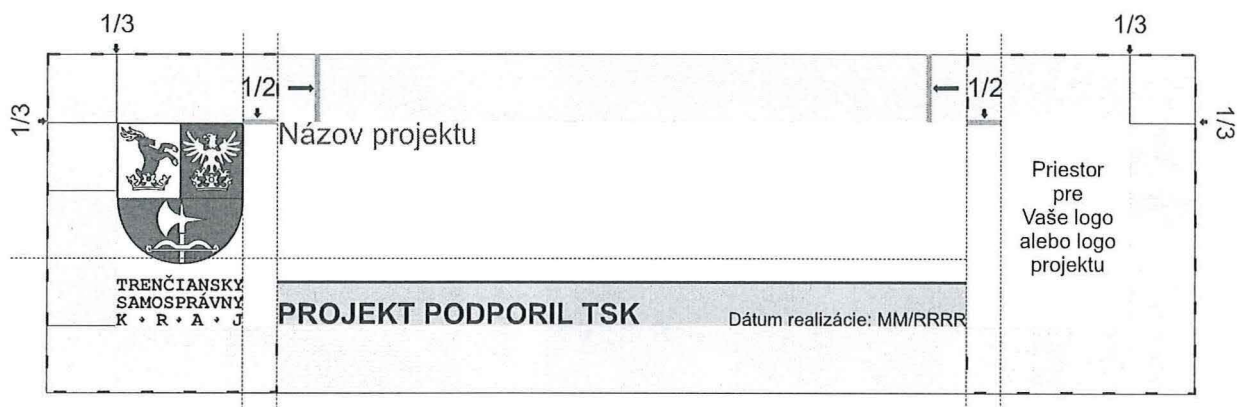 1/3
1/3
1/2
1/2
1/3
1/3
Názov projektu
Priestor
pre
Vaše logo
alebo logo
projektu
TRENČIANSKY
SAMOSPRÁVNY
K • R • A • J
PROJEKT PODPORIL TSK
Dátum realizácie: MM/RRRR